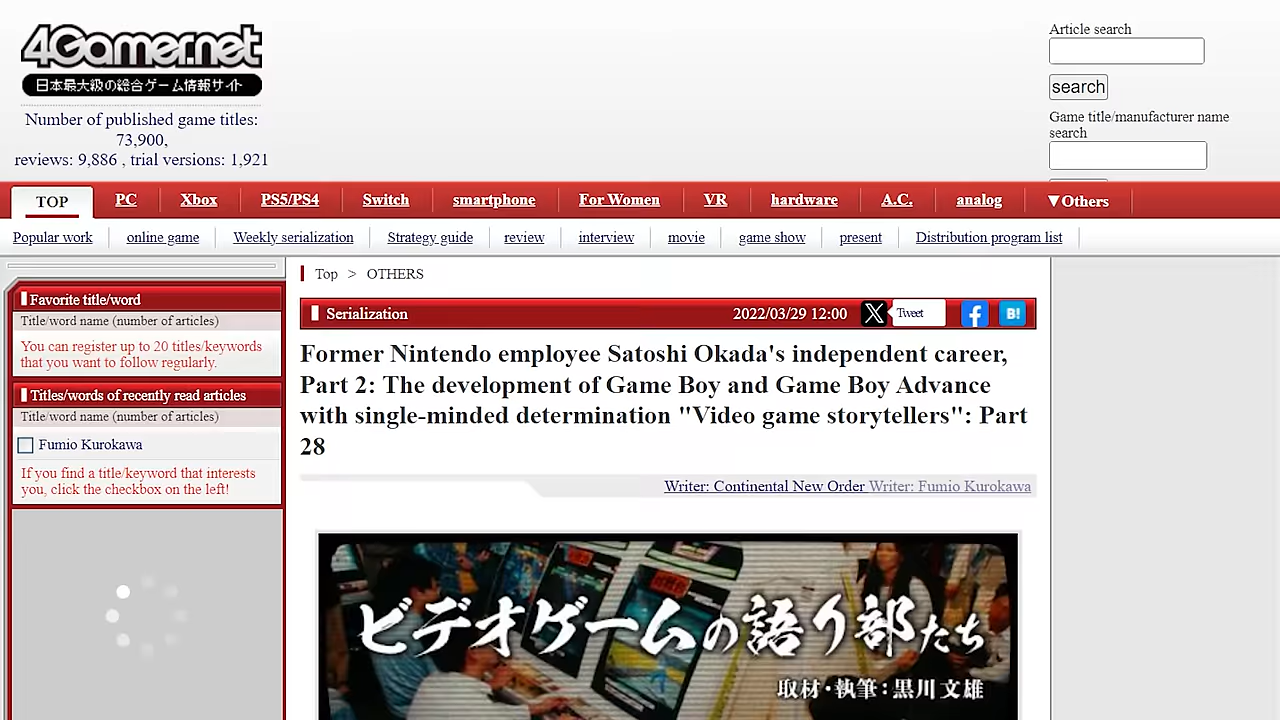 4Gamer.net
日本最大級の総合ゲーム情報サイト
Number of published game titles:
73,900,
reviews: 9,886 , trial versions: 1,921
Article search
search
Game title/manufacturer name
search
TOP PC Xbox PS5/PS4 Switch smartphone For Women VR hardware A.C. analog ▼Others
Popular work online game Weekly serialization Strategy guide review interview movie game show present Distribution program list
Favorite title/word
Title/word name (number of articles)
You can register up to 20 titles/keywords
that you want to follow regularly.
Titles/words of recently read articles
Title/word name (number of articles)
Fumio Kurokawa
If you find a title/keyword that interests
you, click the checkbox on the left!
Top > OTHERS
Serialization 2022/03/29 12:00 X Tweet f B!
Former Nintendo employee Satoshi Okada's independent career,
Part 2: The development of Game Boy and Game Boy Advance
with single-minded determination "Video game storytellers": Part
28
Writer: Continental New Order Writer: Fumio Kurokawa
ビデオゲームの語り部たち
取材・執筆：黒川文雄